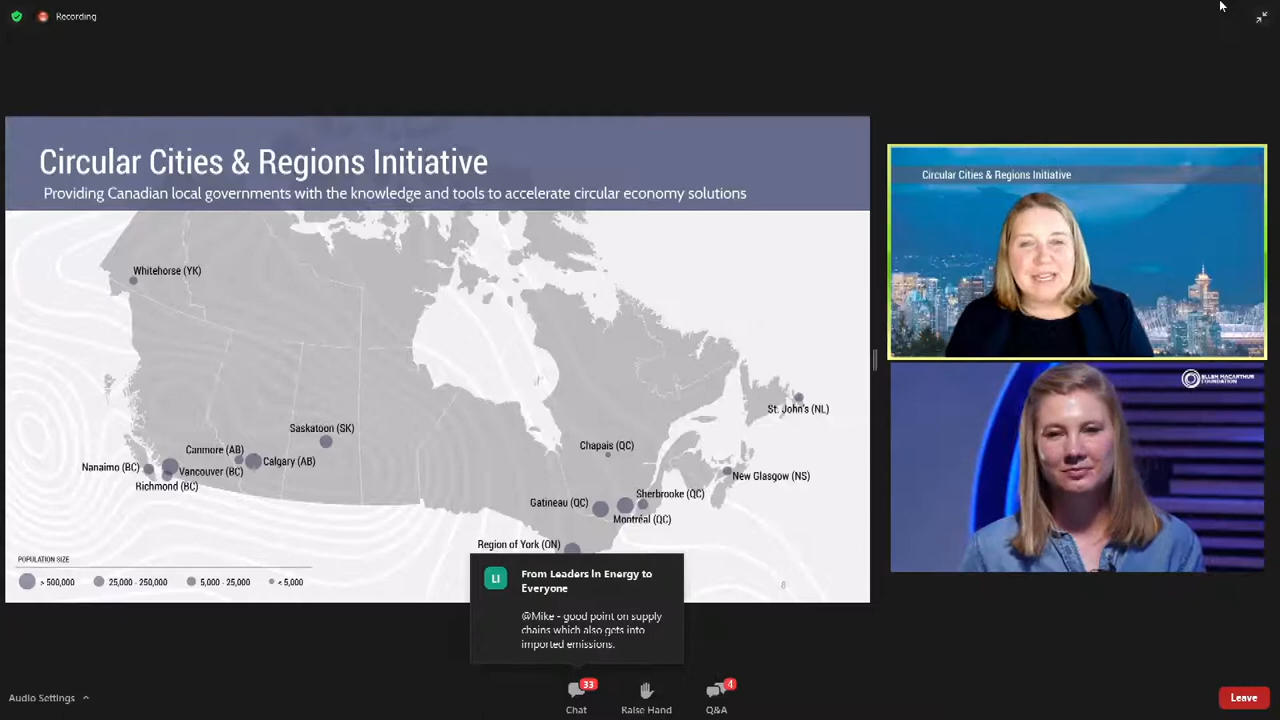 Recording
Circular Cities & Regions Initiative
Providing Canadian local governments with the knowledge and tools to accelerate circular economy solutions
Whitehorse (YK)
Saskatoon (SK)
Canmore (AB)
Calgary (AB)
Nanaimo (BC)
Vancouver (BC)
Richmond (BC)
St. John's (NL)
Chapais (QC)
New Glasgow (NS)
Sherbrooke (QC)
Gatineau (QC)
Montréal (QC)
Region of York (ON)
POPULATION SIZE
> 500,000
25,000 - 250,000
5,000 - 25,000
< 5,000
8
Circular Cities & Regions Initiative
ELLEN MACARTHUR
FOUNDATION
LI
From Leaders in Energy to
Everyone
@Mike - good point on supply
chains which also gets into
imported emissions.
Audio Settings
33
Chat
Raise Hand
4
Q&A
Leave